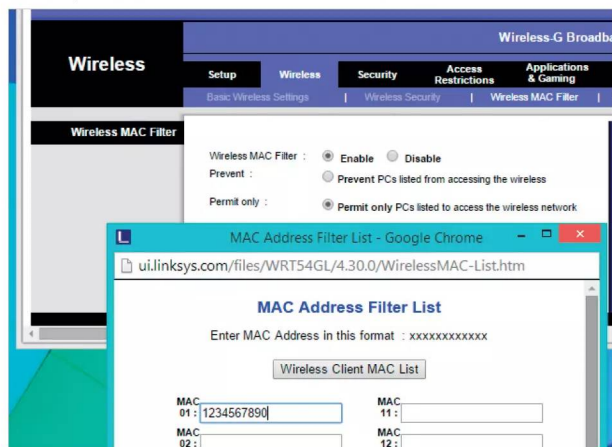 Wireless-G Broadba
Wireless
Setup Wireless Security Access Restrictions Applications & Gaming
Basic Wireless Settings | Wireless Security | Wireless MAC Filter |
Wireless MAC Filter
Wireless MAC Filter : Enable Disable
Prevent : Prevent PCs listed from accessing the wireless
Permit only : Permit only PCs listed to access the wireless network
L MAC Address Filter List - Google Chrome
ui.linksys.com/files/WRT54GL/4.30.0/WirelessMAC-List.htm
MAC Address Filter List
Enter MAC Address in this format : xxxxxxxxxxxx
Wireless Client MAC List
MAC 01 : 1234567890 MAC 11 :
MAC 02 : MAC 12 :